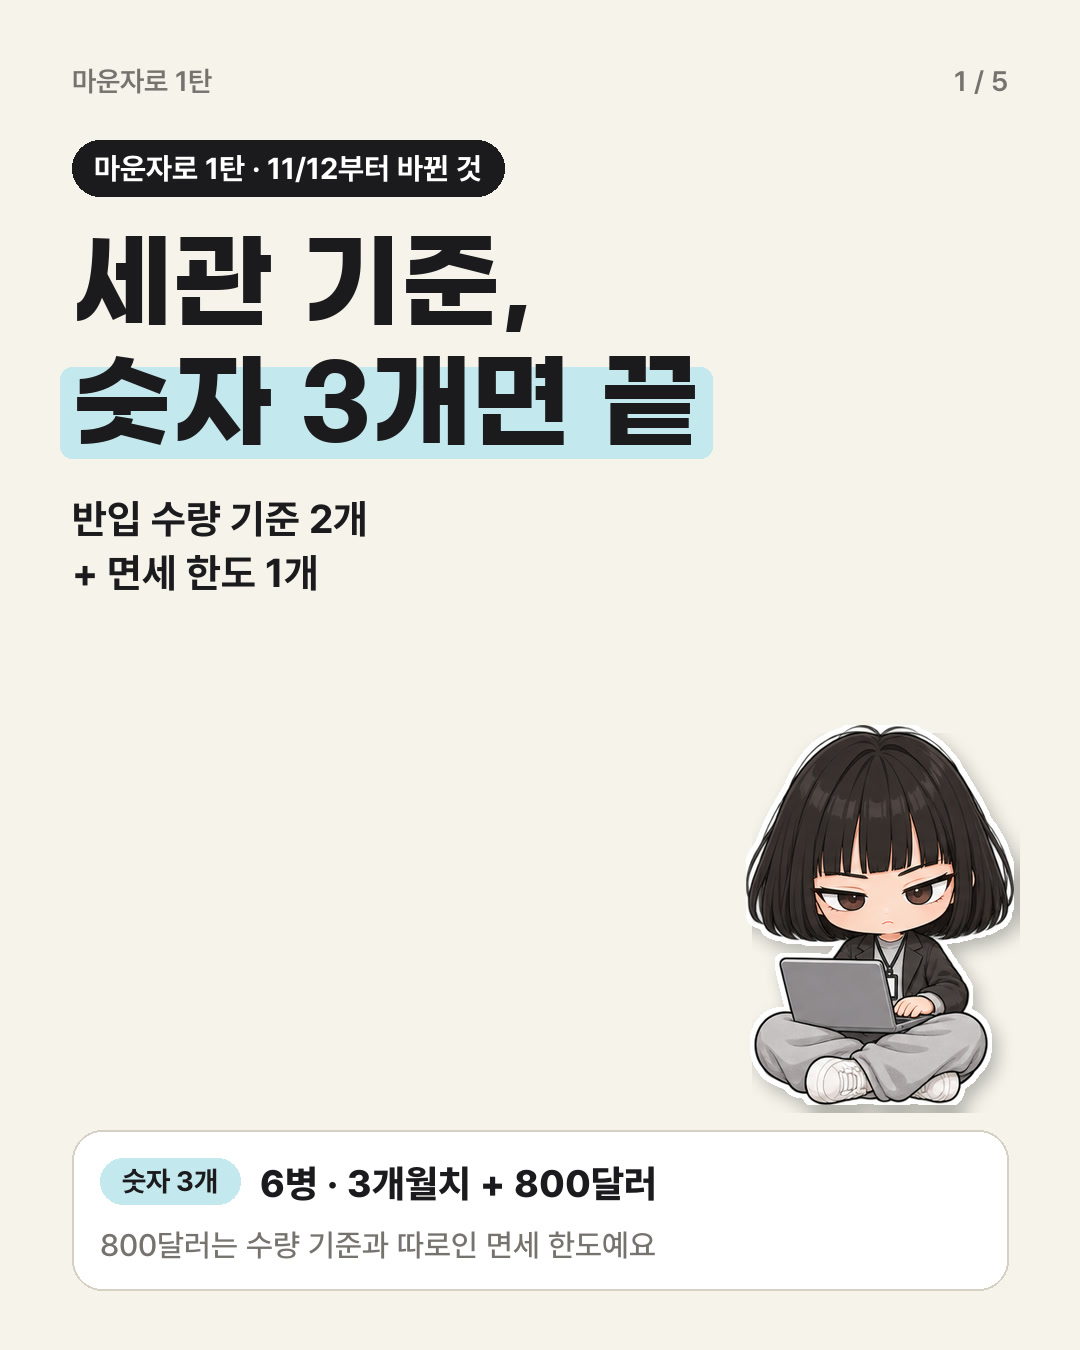 마운자로 1탄
1 / 5
마운자로 1탄 · 11/12부터 바뀐 것
세관 기준,
숫자 3개면 끝
반입 수량 기준 2개
+ 면세 한도 1개
숫자 3개
6병 · 3개월치 + 800달러
800달러는 수량 기준과 따로인 면세 한도예요